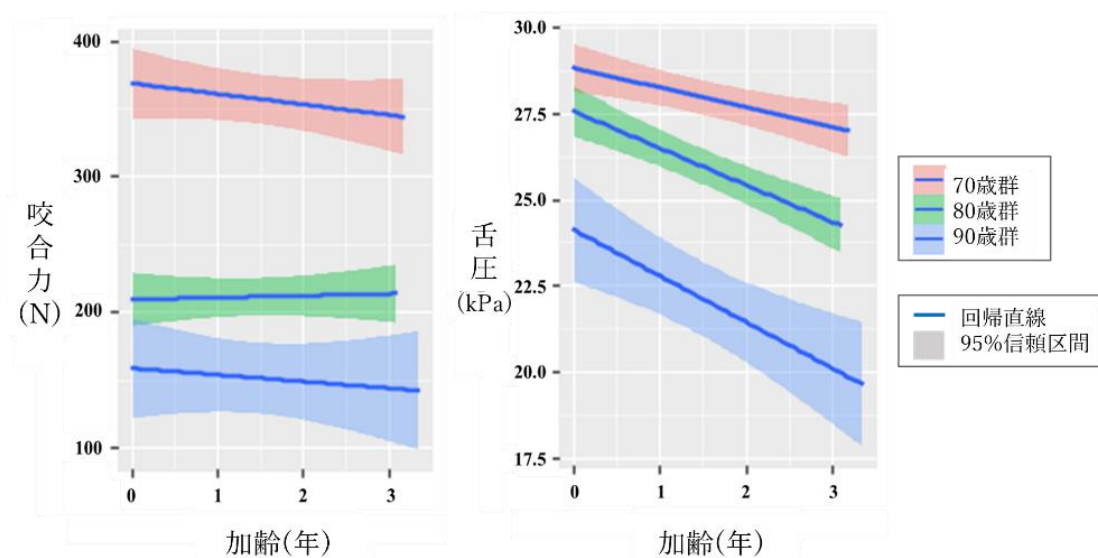 400
300
200
100
咬合力
(N)
0 1 2 3
加齢(年)
30.0
27.5
25.0
22.5
20.0
17.5
舌圧
(kPa)
0 1 2 3
加齢(年)
70歳群
80歳群
90歳群
回帰直線
95%信頼区間